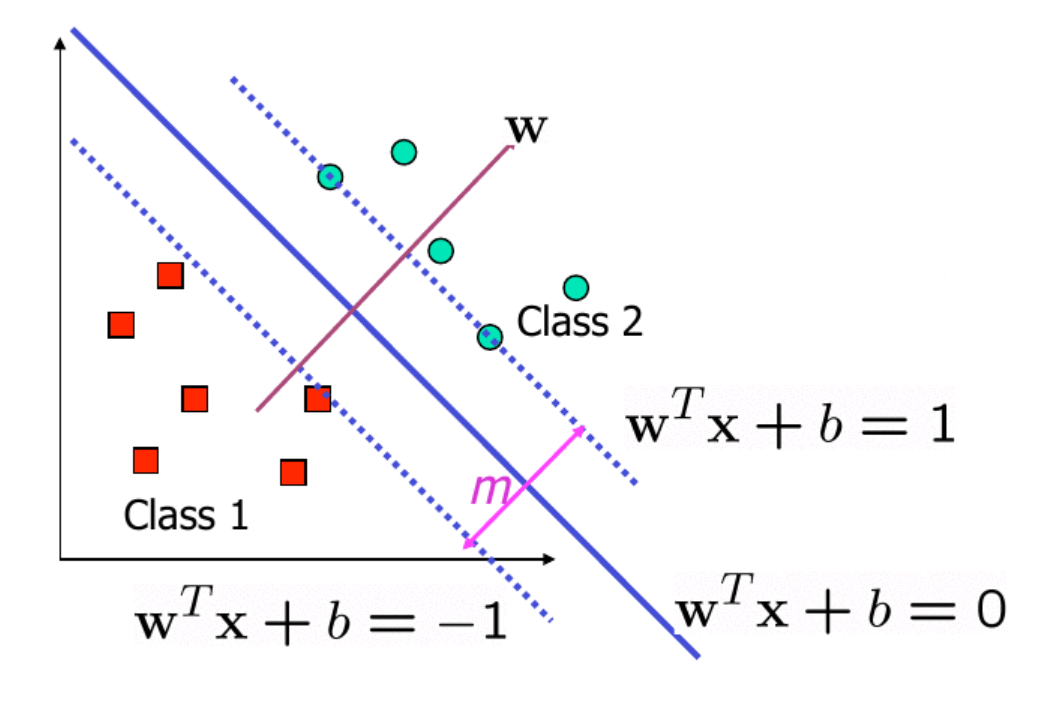 w
Class 2
wᵀx + b = 1
m
Class 1
wᵀx + b = −1
wᵀx + b = 0